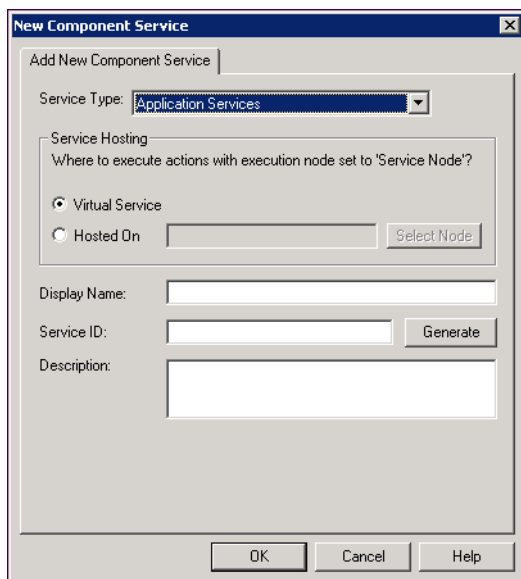 New Component Service
Add New Component Service
Service Type: Application Services
Service Hosting
Where to execute actions with execution node set to 'Service Node'?
Virtual Service
Hosted On Select Node
Display Name:
Service ID: Generate
Description:
OK Cancel Help